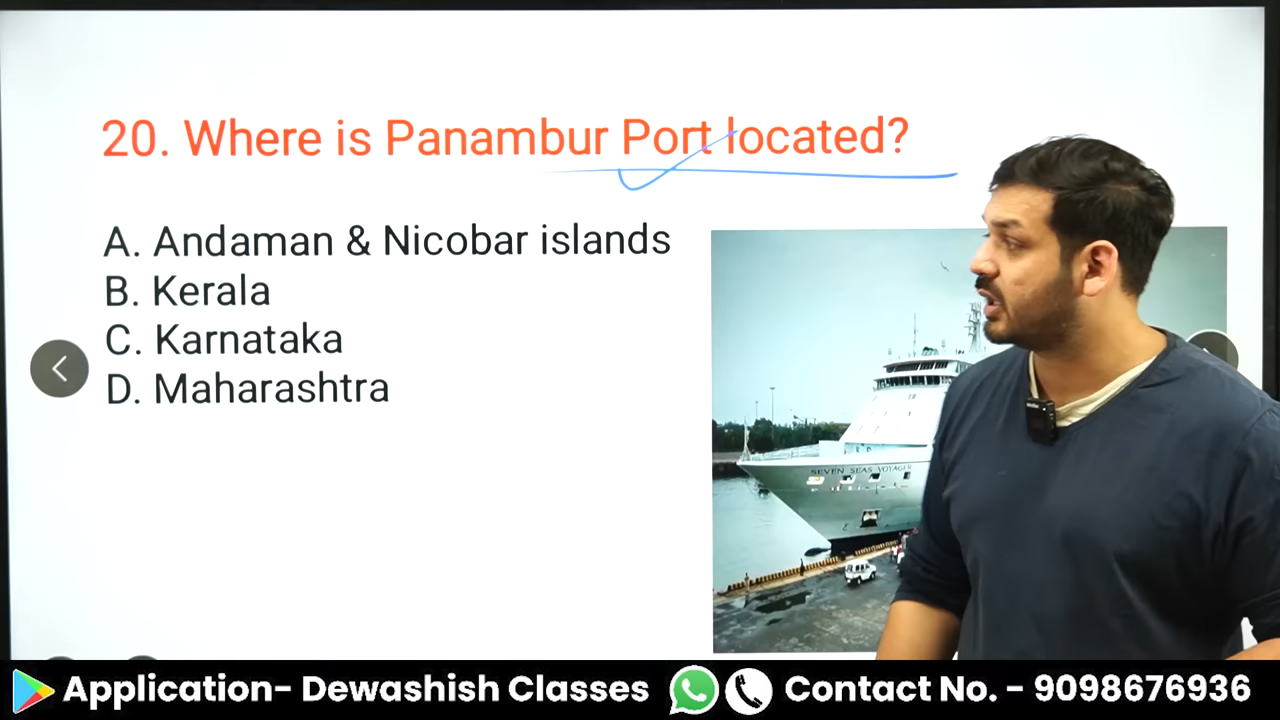 20. Where is Panambur Port located?
A. Andaman & Nicobar islands
B. Kerala
C. Karnataka
D. Maharashtra
SEVEN SEAS VOYAGER
Application- Dewashish Classes
Contact No. - 9098676936